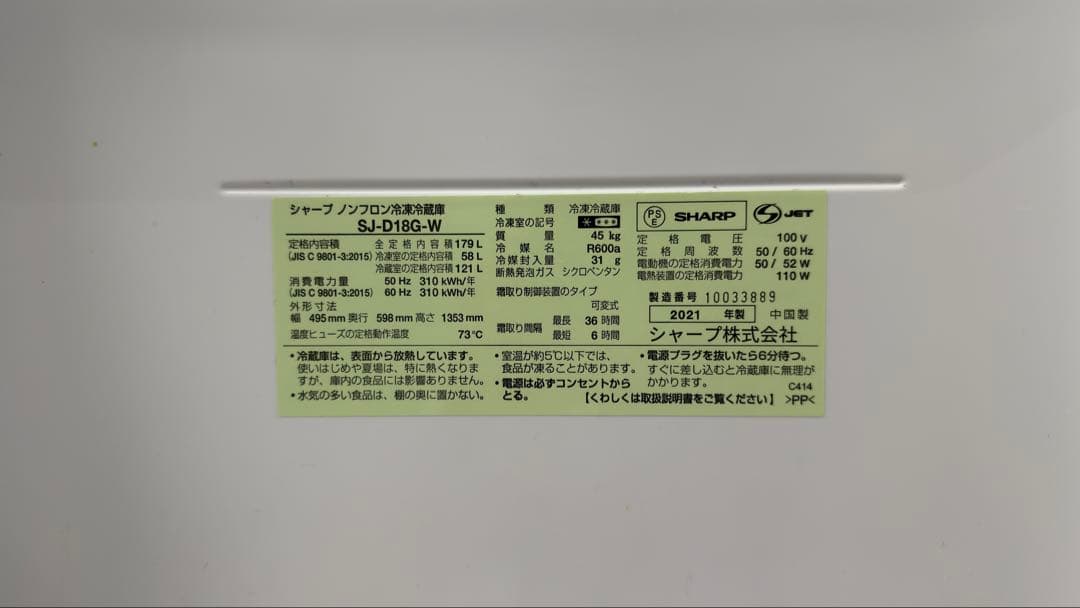 シャープ ノンフロン冷凍冷蔵庫
SJ-D18G-W
定格内容積 全定格内容積 179 L
(JIS C 9801-3:2015) 冷凍室の定格内容積 58 L
冷蔵室の定格内容積 121 L
消費電力量 50 Hz 310 kWh/年
(JIS C 9801-3:2015) 60 Hz 310 kWh/年
外形寸法
幅 495 mm 奥行 598 mm 高さ 1353 mm
温度ヒューズの定格動作温度 73℃
種類 冷凍冷蔵庫
冷凍室の記号
質量 45 kg
冷媒名 R600a
冷媒封入量 31 g
断熱発泡ガス シクロペンタン
霜取り制御装置のタイプ
可変式
霜取り間隔 最長 36 時間
最短 6 時間
PS E SHARP JET
定格電圧 100 V
定格周波数 50 / 60 Hz
電動機の定格消費電力 50 / 52 W
電熱装置の定格消費電力 110 W
製造番号 10033889
2021 年製 中国製
シャープ株式会社
・冷蔵庫は、表面から放熱しています。
使いはじめや夏場は、特に熱くなりま
すが、庫内の食品には影響ありません。
・水気の多い食品は、棚の奥に置かない。
・室温が約5℃以下では、
食品が凍ることがあります。
・電源は必ずコンセントから
とる。
・電源プラグを抜いたら6分待つ。
すぐに差し込むと冷蔵庫に無理が
かかります。
C414
【くわしくは取扱説明書をご覧ください】 >PP<